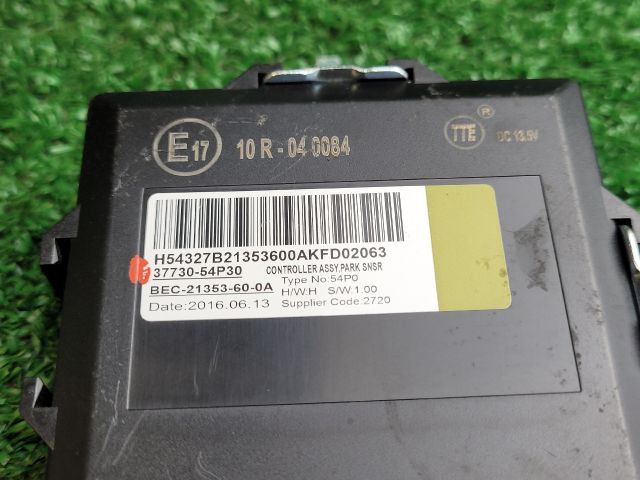 E17 10 R - 04 0084 TTE ® DC 13.5V
H54327B21353600AKFD02063
37730-54P30 CONTROLLER ASSY,PARK SNSR
Type No:54P0
BEC-21353-60-0A H/W:H S/W:1.00
Date:2016.06.13 Supplier Code:2720